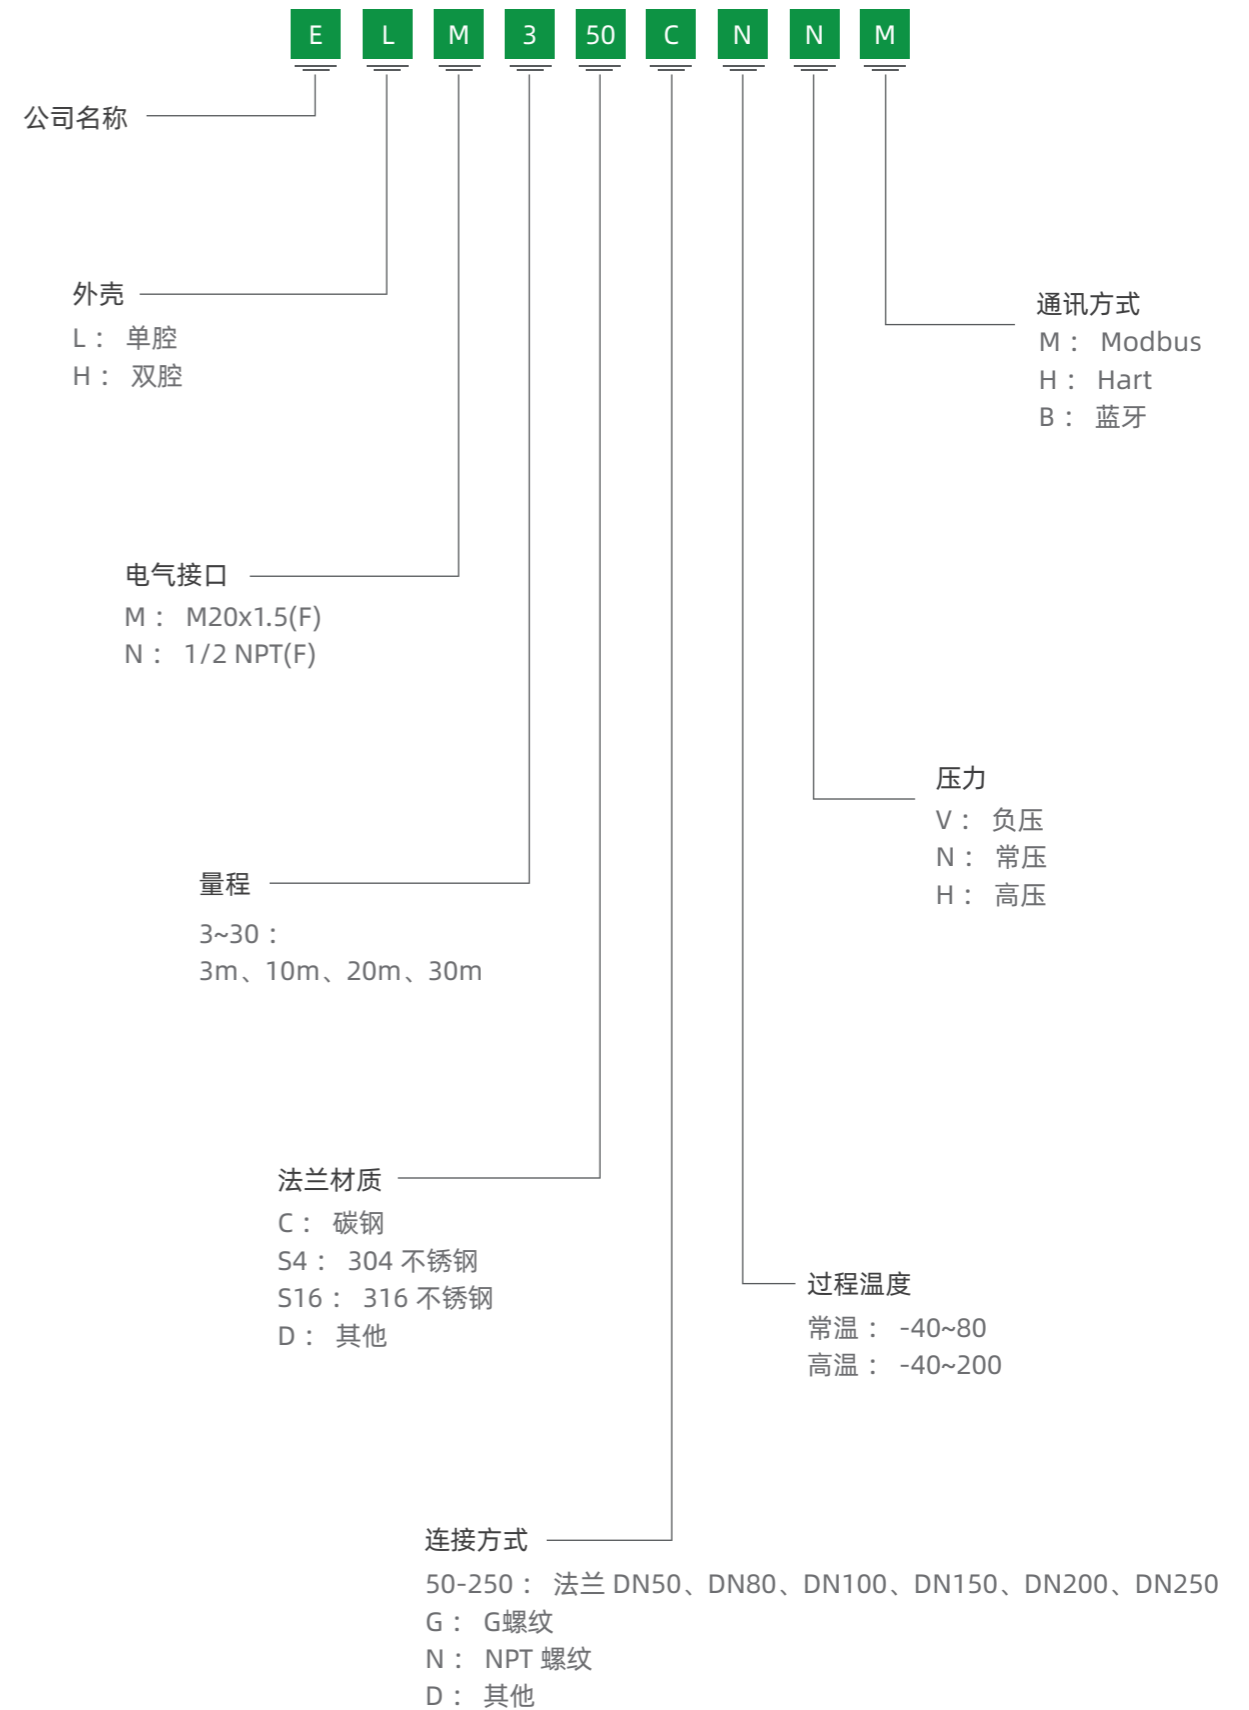 E L M 3 50 C N N M
公司名称
外壳
L： 单腔
H： 双腔
通讯方式
M： Modbus
H： Hart
B： 蓝牙
电气接口
M： M20x1.5(F)
N： 1/2 NPT(F)
压力
V： 负压
N： 常压
H： 高压
量程
3~30：
3m、10m、20m、30m
法兰材质
C： 碳钢
S4： 304 不锈钢
S16： 316 不锈钢
D： 其他
过程温度
常温： -40~80
高温： -40~200
连接方式
50-250： 法兰 DN50、DN80、DN100、DN150、DN200、DN250
G： G螺纹
N： NPT 螺纹
D： 其他